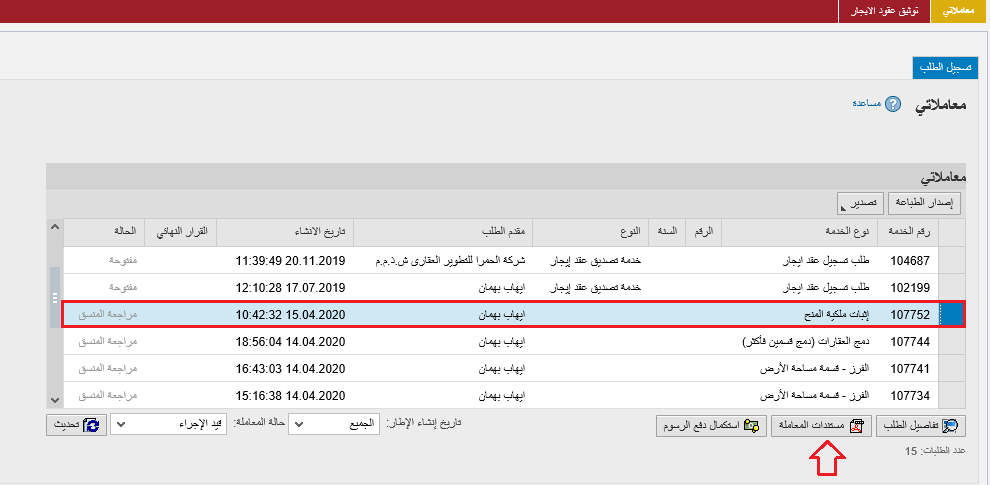 معاملاتي توثيق عقود الايجار
تسجيل الطلب
معاملاتي مساعدة
معاملاتي
إصدار الطباعة تصدير
رقم الخدمة نوع الخدمة الرقم السنة النوع مقدم الطلب تاريخ الانشاء القرار النهائي الحالة
104687 طلب تسجيل عقد ايجار خدمة تصديق عقد إيجار شركة الحمرا للتطوير العقارى ش.ذ.م.م 20.11.2019 11:39:49 مفتوحة
102199 طلب تسجيل عقد ايجار خدمة تصديق عقد إيجار ايهاب بهمان 17.07.2019 12:10:28 مفتوحة
107752 إثبات ملكية المنح ايهاب بهمان 15.04.2020 10:42:32 مراجعة المنسق
107744 دمج العقارات (دمج قسمين فأكثر) ايهاب بهمان 14.04.2020 18:56:04 مراجعة المنسق
107741 الفرز - قسمة مساحة الأرض ايهاب بهمان 14.04.2020 16:43:03 مراجعة المنسق
107734 الفرز - قسمة مساحة الأرض ايهاب بهمان 14.04.2020 15:16:38 مراجعة المنسق
تفاصيل الطلب مستندات المعاملة استكمال دفع الرسوم تاريخ إنشاء الإطار: الجميع حالة المعاملة: قيد الإجراء تحديث
عدد الطلبات: 15